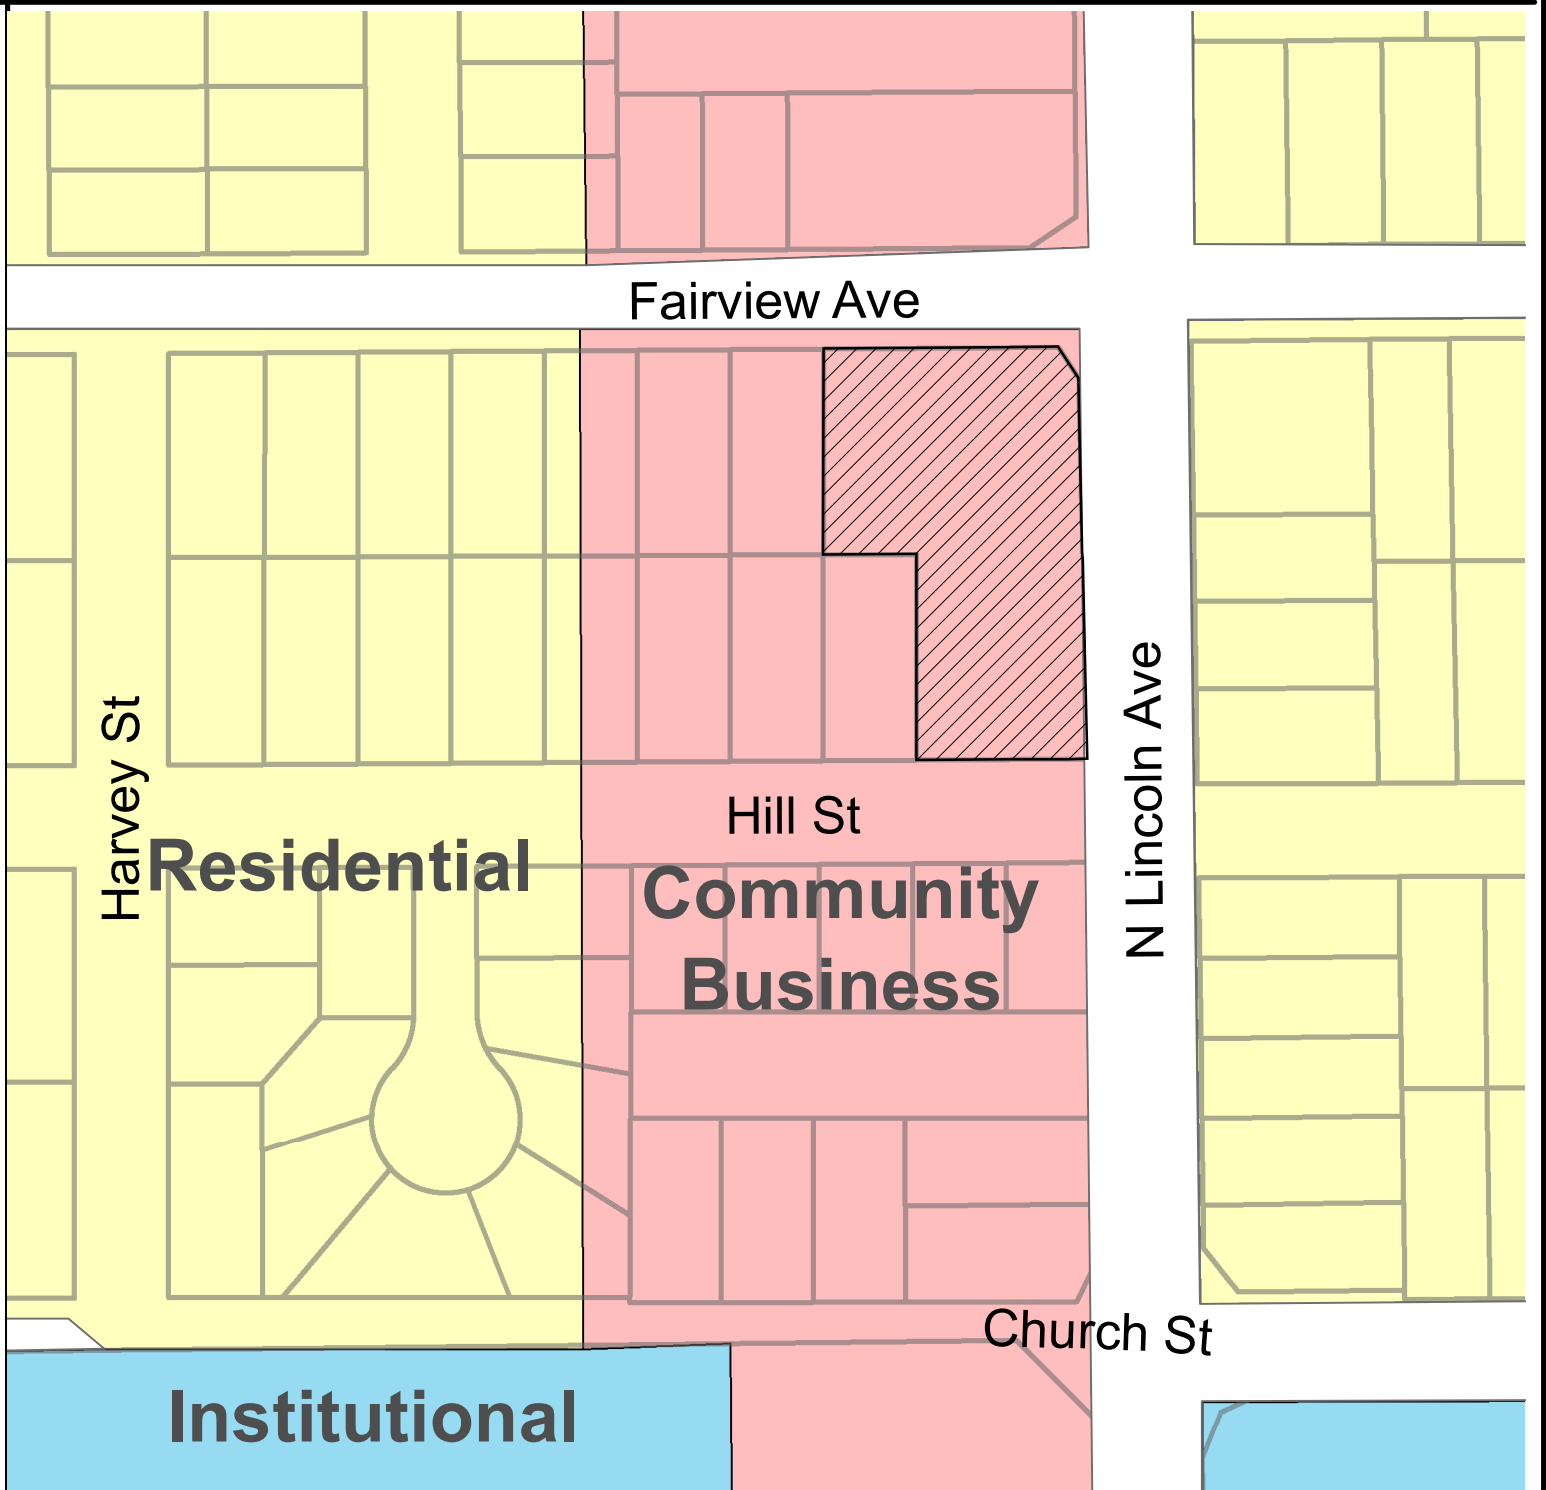 Fairview Ave
Harvey St
N Lincoln Ave
Hill St
Residential
Community
Business
Church St
Institutional